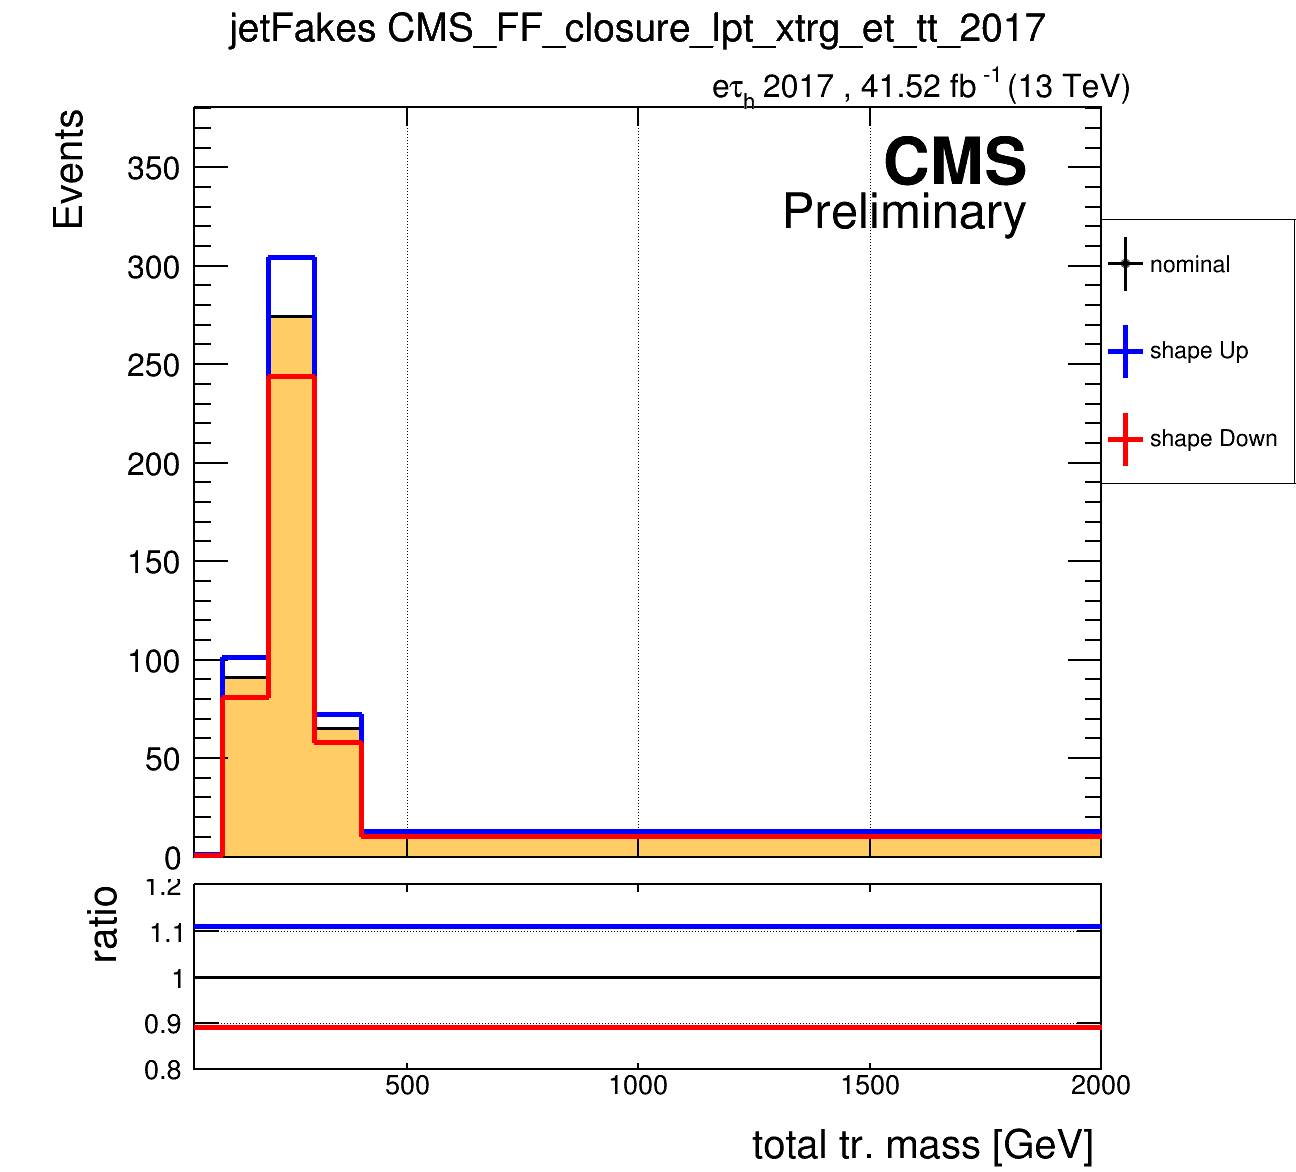 jetFakes CMS_FF_closure_lpt_xtrg_et_tt_2017
eτh 2017 , 41.52 fb-1 (13 TeV)
Events
CMS
Preliminary
350
300
250
200
150
100
50
0
nominal
shape Up
shape Down
ratio
1.2
1.1
1
0.9
0.8
500 1000 1500 2000
total tr. mass [GeV]